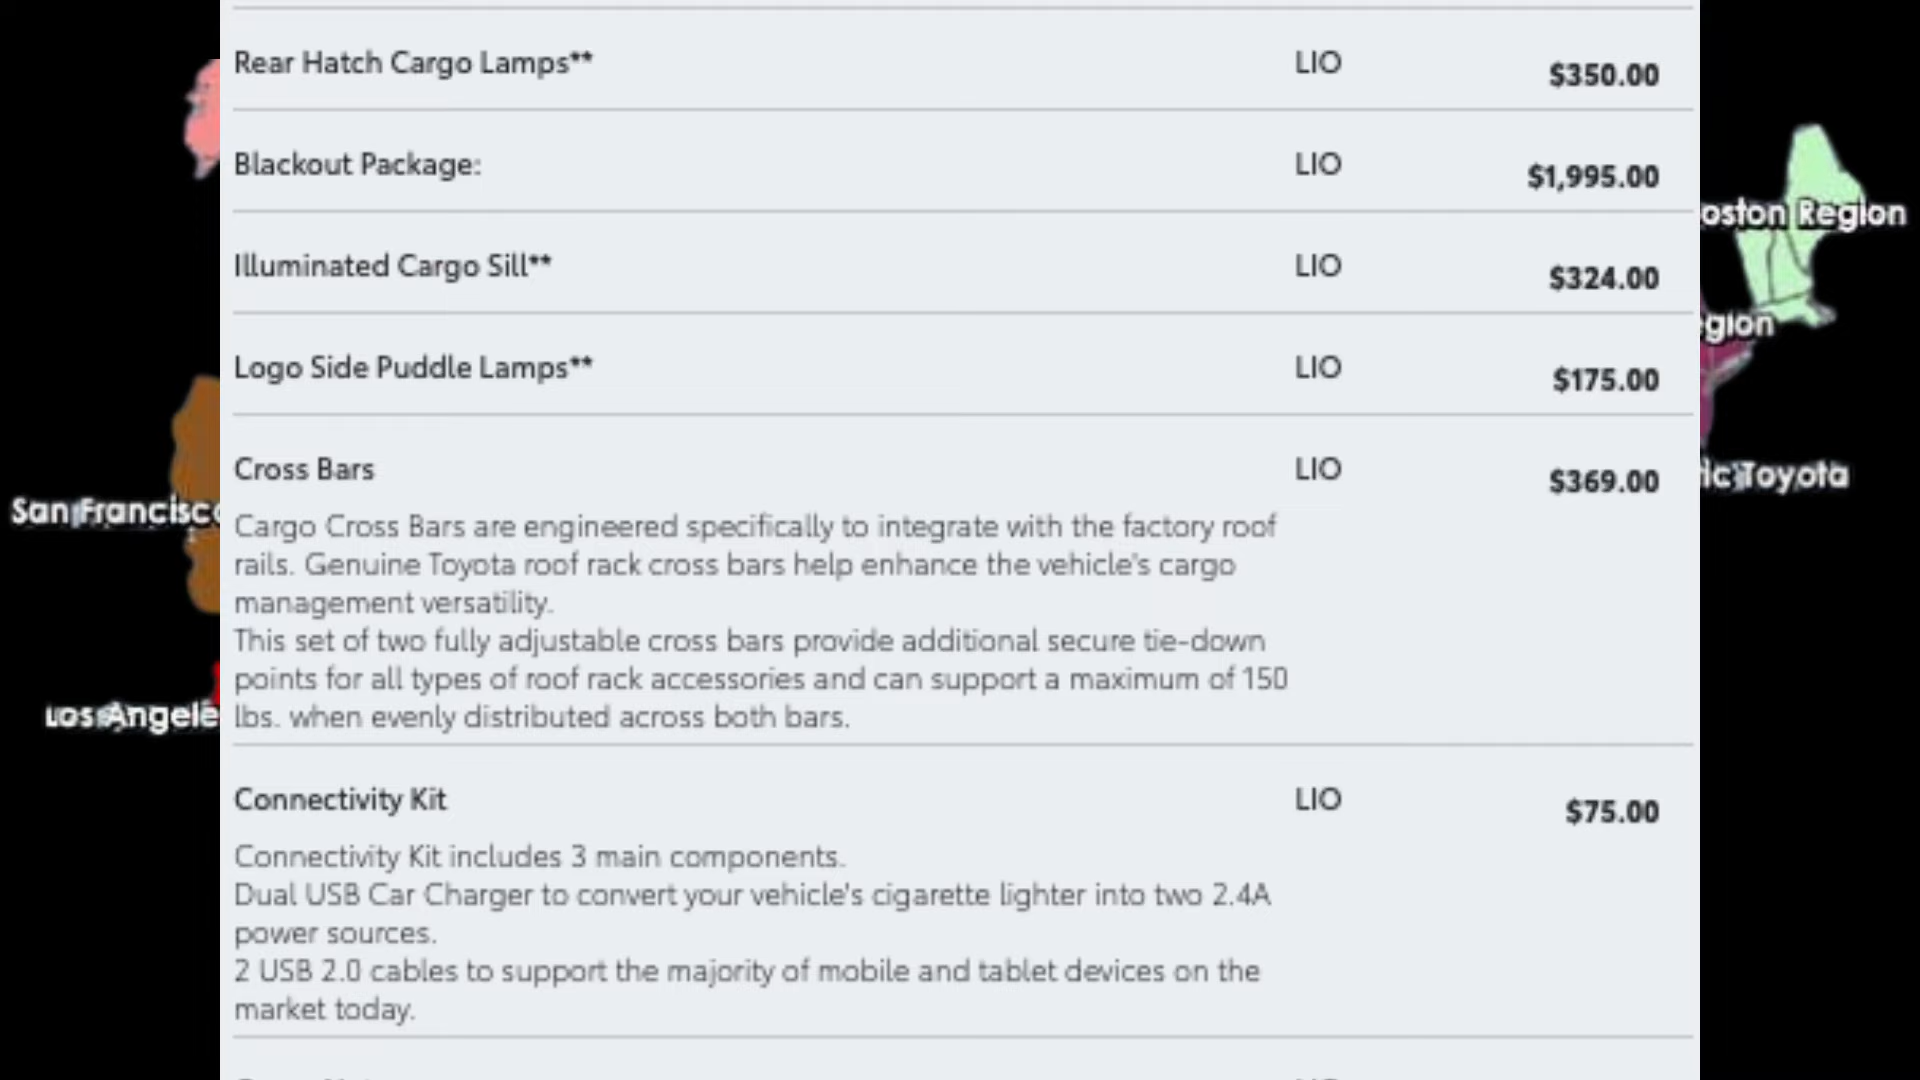 Rear Hatch Cargo Lamps** LIO $350.00
Blackout Package: LIO $1,995.00
oston Region
Illuminated Cargo Sill** LIO $324.00
gion
Logo Side Puddle Lamps** LIO $175.00
Cross Bars LIO $369.00
ic Toyota
San Francisc
Cargo Cross Bars are engineered specifically to integrate with the factory roof
rails. Genuine Toyota roof rack cross bars help enhance the vehicle's cargo
management versatility.
This set of two fully adjustable cross bars provide additional secure tie-down
points for all types of roof rack accessories and can support a maximum of 150
Los Angele
lbs. when evenly distributed across both bars.
Connectivity Kit LIO $75.00
Connectivity Kit includes 3 main components.
Dual USB Car Charger to convert your vehicle's cigarette lighter into two 2.4A
power sources.
2 USB 2.0 cables to support the majority of mobile and tablet devices on the
market today.